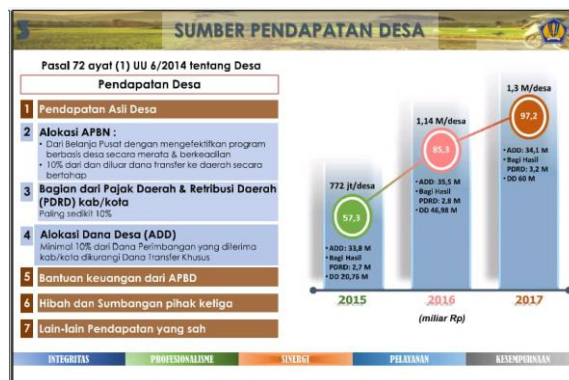 5
SUMBER PENDAPATAN DESA
Pasal 72 ayat (1) UU 6/2014 tentang Desa
Pendapatan Desa
1 Pendapatan Asli Desa
2 Alokasi APBN :
• Dari Belanja Pusat dengan mengefektifkan program
berbasis desa secara merata & berkeadilan
• 10% dari dan diluar dana transfer ke daerah secara
bertahap
3 Bagian dari Pajak Daerah & Retribusi Daerah
(PDRD) kab/kota
Paling sedikit 10%
4 Alokasi Dana Desa (ADD)
Minimal 10% dari Dana Perimbangan yang diterima
kab/kota dikurangi Dana Transfer Khusus
5 Bantuan keuangan dari APBD
6 Hibah dan Sumbangan pihak ketiga
7 Lain-lain Pendapatan yang sah
772 jt/desa
57,3
• ADD: 33,8 M
• Bagi Hasil
PDRD: 2,7 M
• DD 20,76 M
2015
1,14 M/desa
85,3
• ADD: 35,5 M
• Bagi Hasil
PDRD: 2,8 M
• DD 46,98 M
2016
1,3 M/desa
97,2
• ADD: 34,1 M
• Bagi Hasil
PDRD: 3,2 M
• DD 60 M
2017
(miliar Rp)
INTEGRITAS PROFESIONALISME SINERGI PELAYANAN KESEMPURNAAN